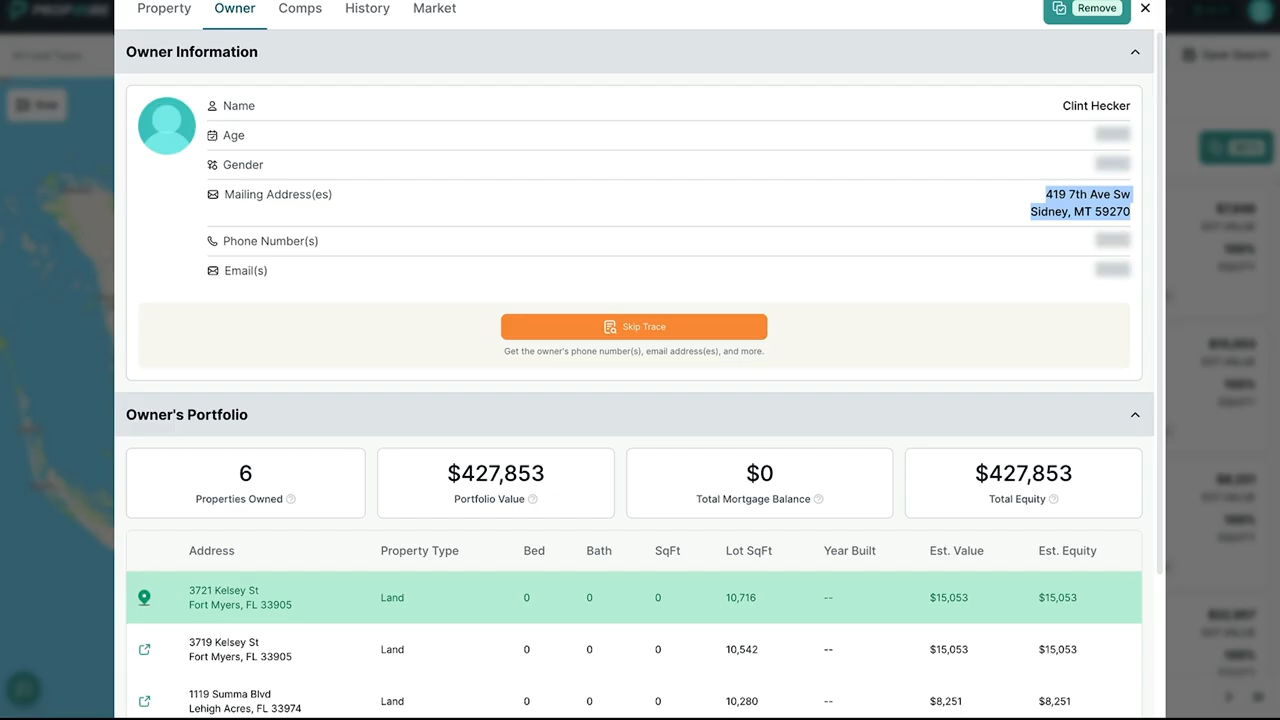 PROPWIRE
Property Owner Comps History Market
Remove
Save Search
Owner Information
Name Clint Hecker
Age
Gender
Mailing Address(es) 419 7th Ave Sw
Sidney, MT 59270
Phone Number(s)
Email(s)
Skip Trace
Get the owner's phone number(s), email address(es), and more.
Owner's Portfolio
6 $427,853 $0 $427,853
Properties Owned Portfolio Value Total Mortgage Balance Total Equity
Address Property Type Bed Bath SqFt Lot SqFt Year Built Est. Value Est. Equity
3721 Kelsey St
Fort Myers, FL 33905
Land 0 0 0 10,716 -- $15,053 $15,053
3719 Kelsey St
Fort Myers, FL 33905
Land 0 0 0 10,542 -- $15,053 $15,053
1119 Summa Blvd
Lehigh Acres, FL 33974
Land 0 0 0 10,280 -- $8,251 $8,251